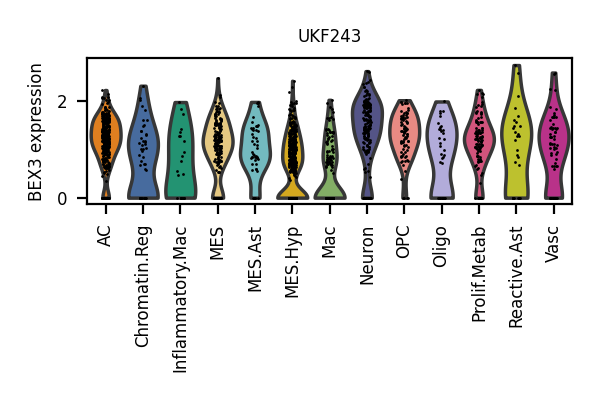 UKF243
BEX3 expression
2
0
AC
Chromatin.Reg
Inflammatory.Mac
MES
MES.Ast
MES.Hyp
Mac
Neuron
OPC
Oligo
Prolif.Metab
Reactive.Ast
Vasc